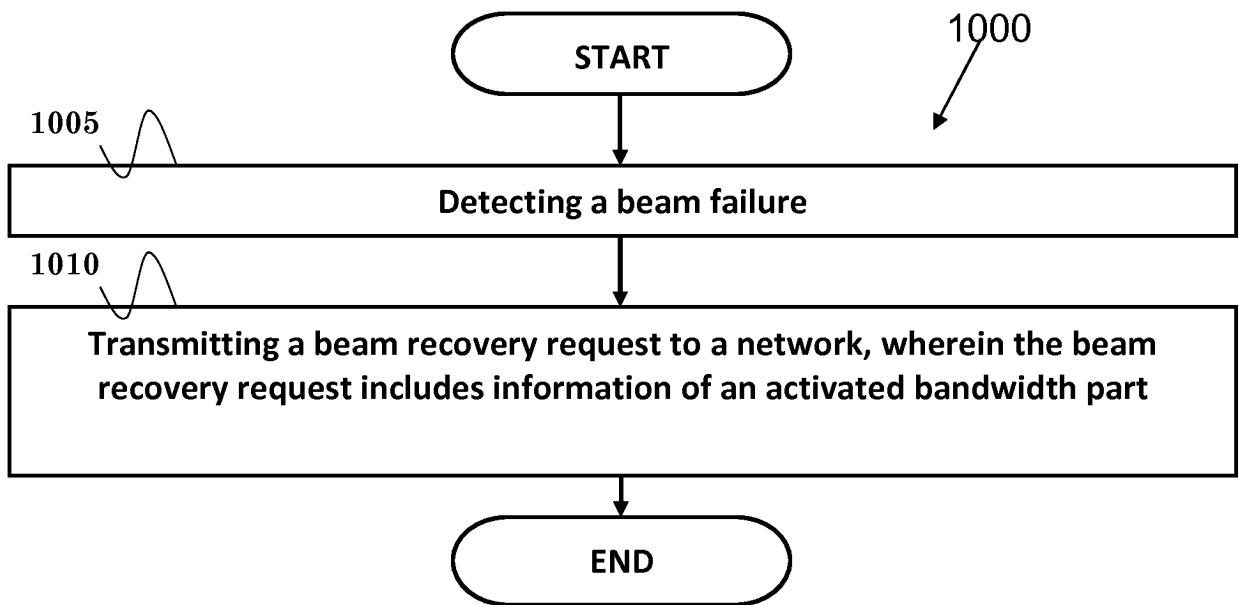 START
1000
1005
Detecting a beam failure
1010
Transmitting a beam recovery request to a network, wherein the beam
recovery request includes information of an activated bandwidth part
END